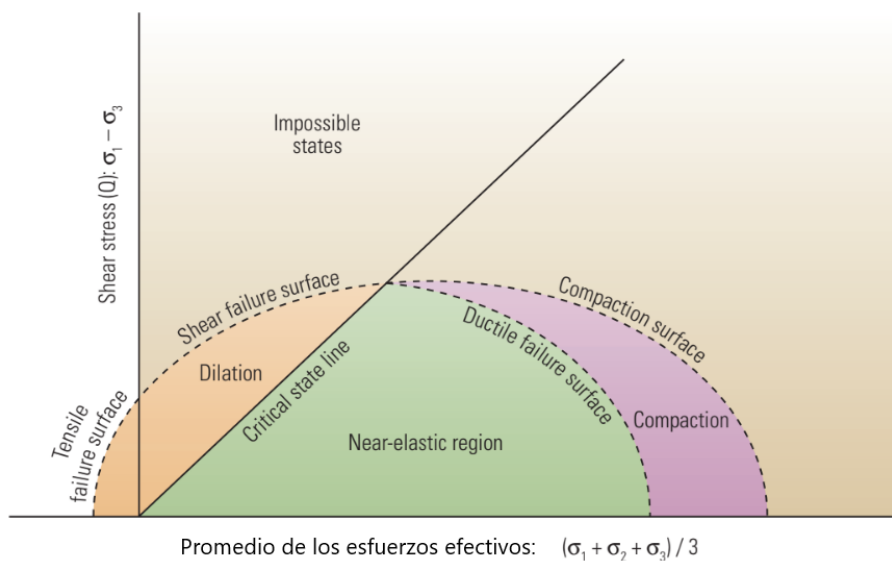 Impossible
states
Shear stress (Q): σ₁ – σ₃
Shear failure surface
Compaction surface
Ductile failure surface
Dilation
Critical state line
Tensile
failure surface
Near-elastic region
Compaction
Promedio de los esfuerzos efectivos: (σ₁ + σ₂ + σ₃) / 3